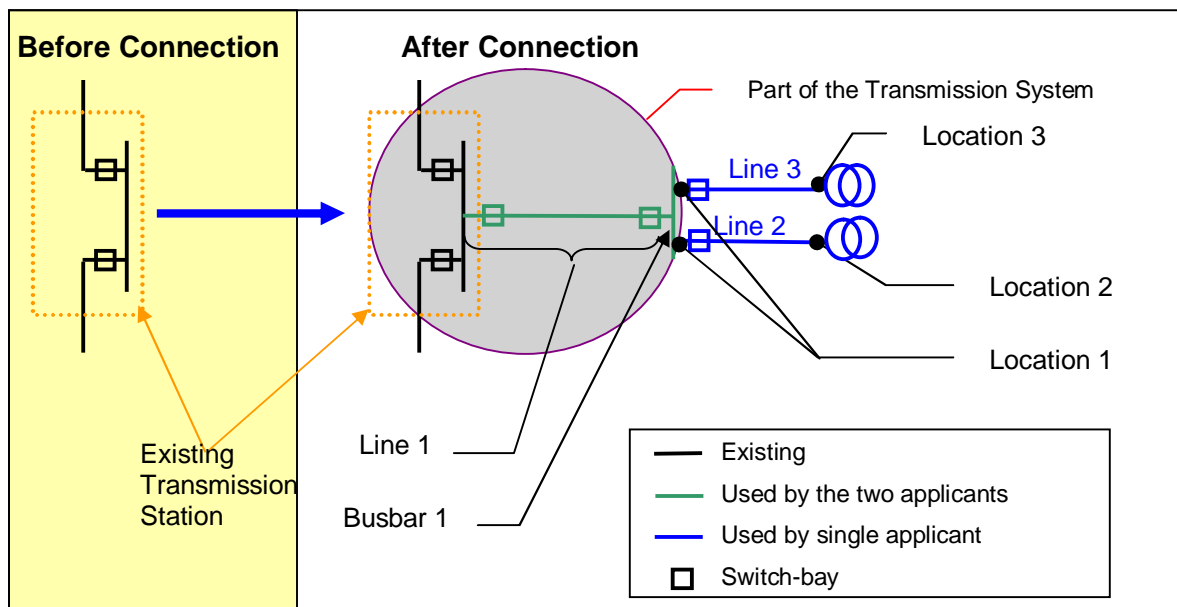 Before Connection
After Connection
Part of the Transmission System
Location 3
Line 3
Line 2
Location 2
Location 1
Existing
Transmission
Station
Line 1
Busbar 1
Existing
Used by the two applicants
Used by single applicant
Switch-bay